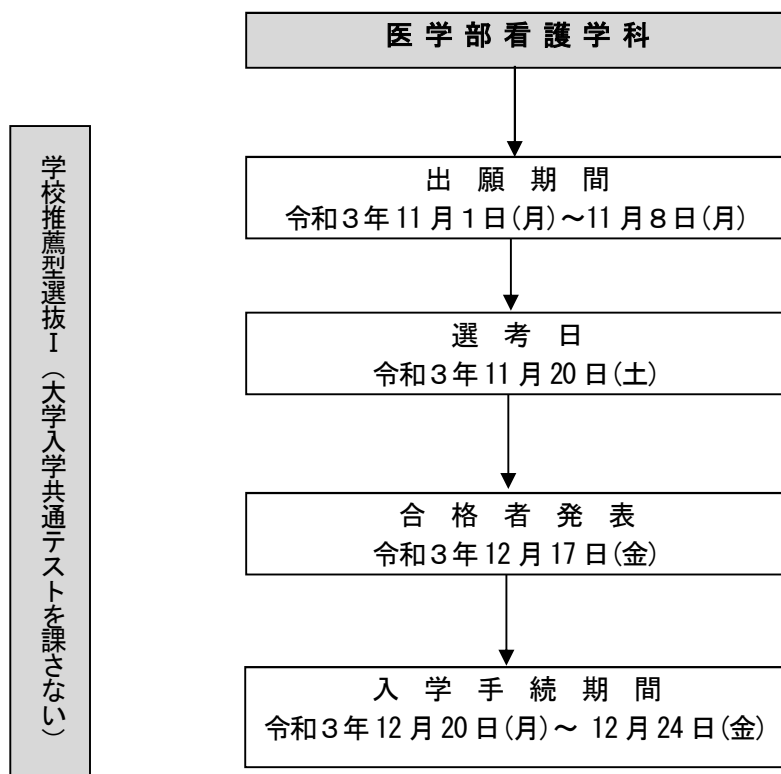 医学部看護学科
学校推薦型選抜Ⅰ（大学入学共通テストを課さない）
出願期間
令和３年11月１日(月)～11月８日(月)
選考日
令和３年11月20日(土)
合格者発表
令和３年12月17日(金)
入学手続期間
令和３年12月20日(月)～ 12月24日(金)